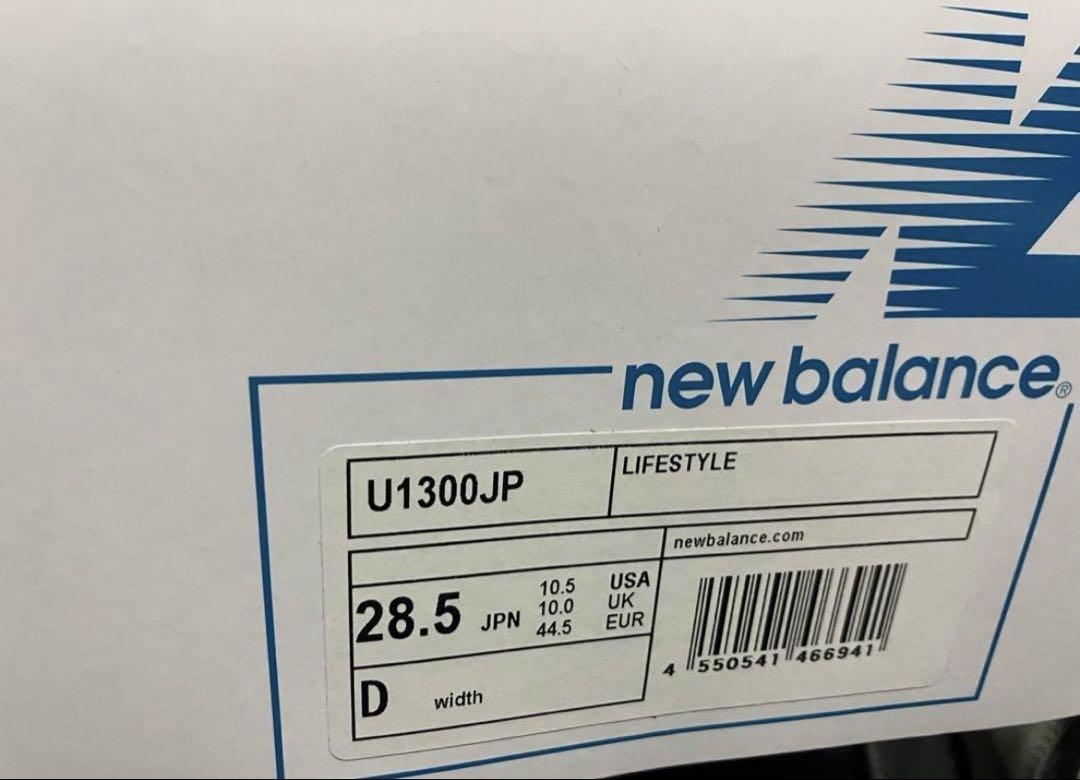 new balance®
U1300JP
LIFESTYLE
newbalance.com
28.5 JPN
10.5 USA
10.0 UK
44.5 EUR
D width
4 550541 466941